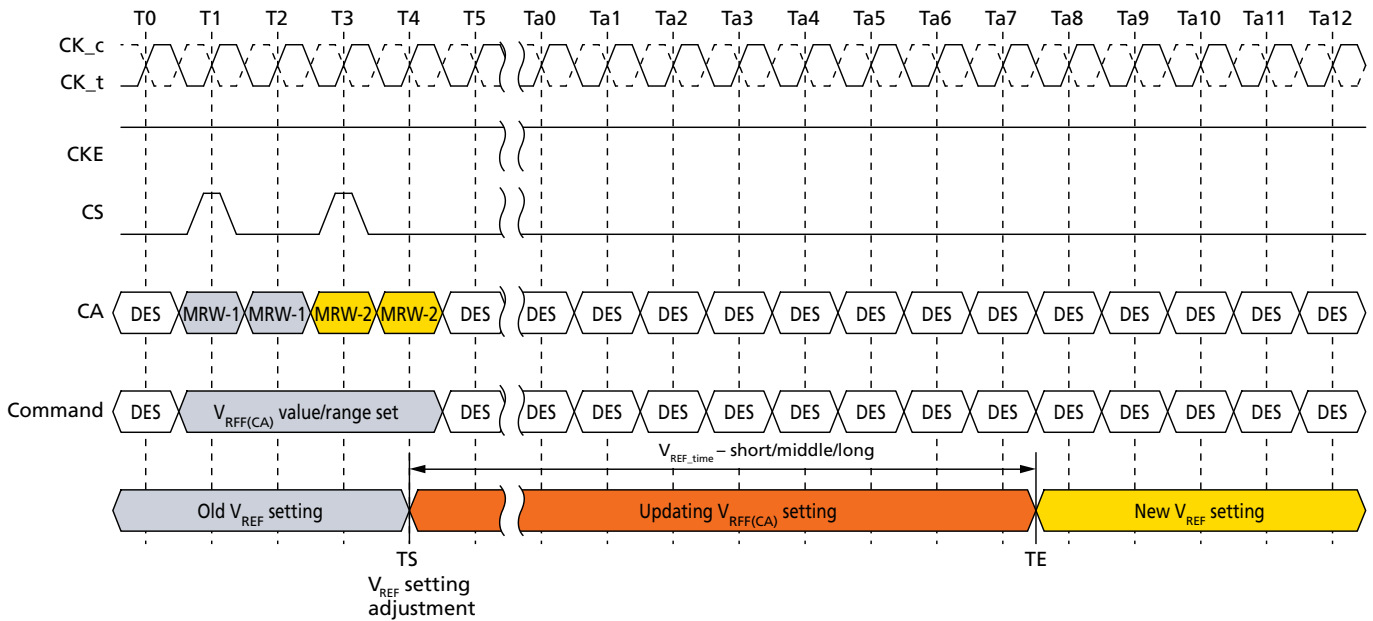 T0 T1 T2 T3 T4 T5 Ta0 Ta1 Ta2 Ta3 Ta4 Ta5 Ta6 Ta7 Ta8 Ta9 Ta10 Ta11 Ta12
CK_c
CK_t
CKE
CS
CA DES MRW-1 MRW-1 MRW-2 MRW-2 DES DES DES DES DES DES DES DES DES DES DES DES DES DES
Command DES VRFF(CA) value/range set DES DES DES DES DES DES DES DES DES DES DES DES DES DES
VREF_time – short/middle/long
Old VREF setting Updating VRFF(CA) setting New VREF setting
TS TE
VREF setting
adjustment